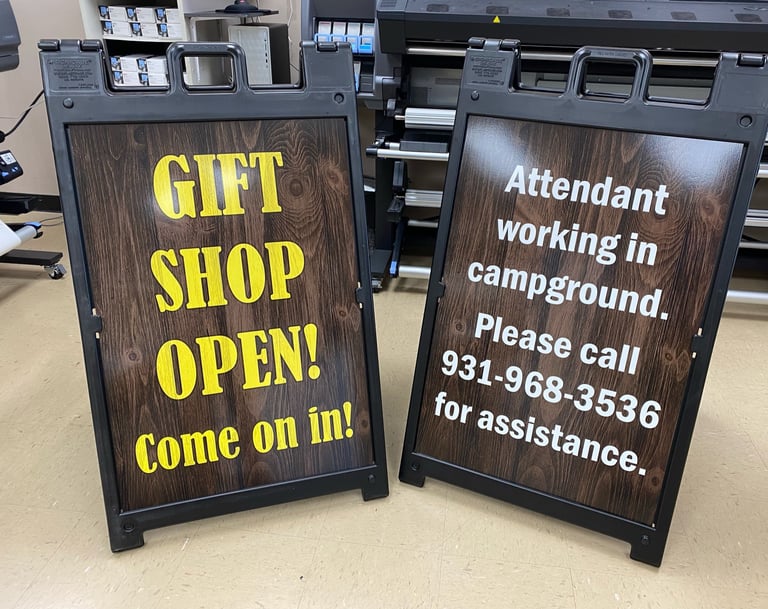 GIFT
SHOP
OPEN!
Come on in!
Attendant
working in
campground.
Please call
931-968-3536
for assistance.